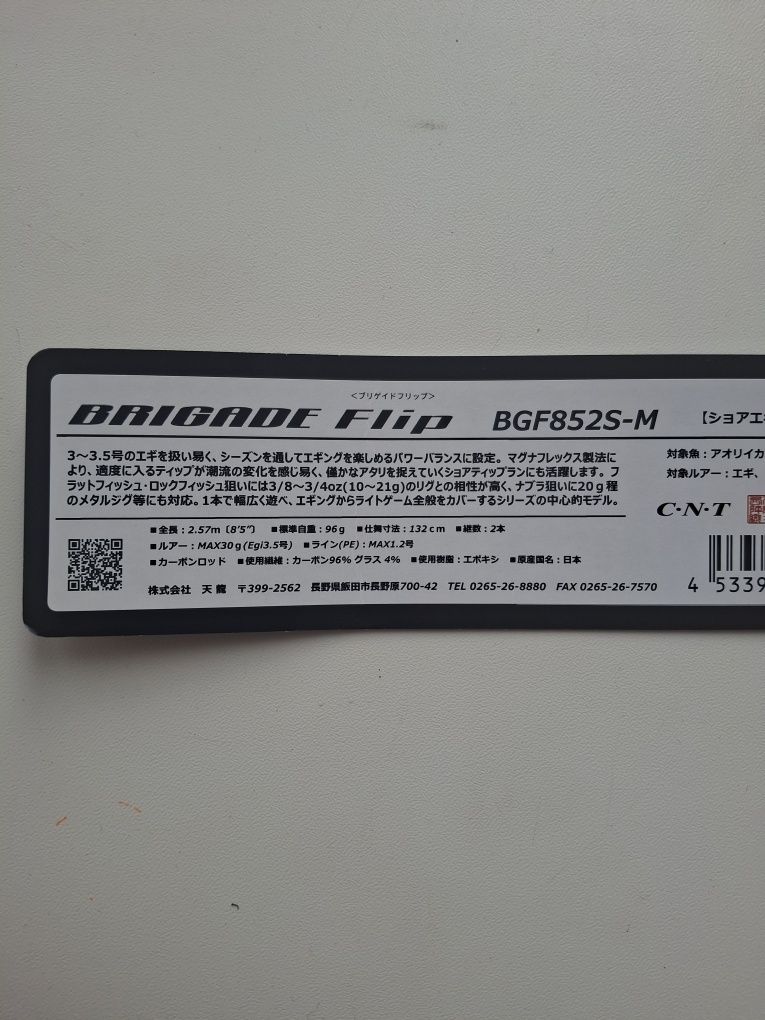 <ブリゲイドフリップ>
BRIGADE Flip BGF852S-M 【ショアエギ
3〜3.5号のエギを扱い易く、シーズンを通してエギングを楽しめるパワーバランスに設定。マグナフレックス製法に
より、適度に入るティップが潮流の変化を感じ易く、僅かなアタリを捉えていくショアティップランにも活躍します。フ
ラットフィッシュ・ロックフィッシュ狙いには3/8〜3/4oz(10〜21g)のリグとの相性が高く、ナブラ狙いに20g程
のメタルジグ等にも対応。1本で幅広く遊べ、エギングからライトゲーム全般をカバーするシリーズの中心的モデル。
対象魚：アオリイカ
対象ルアー：エギ、
C・N・T
■全長：2.57m（8'5"） ■標準自重：96g ■仕舞寸法：132cm ■継数：2本
■ルアー：MAX30g(Egi3.5号) ■ライン(PE)：MAX1.2号
■カーボンロッド ■使用繊維：カーボン96% グラス 4% ■使用樹脂：エポキシ ■原産国名：日本
株式会社 天龍 〒399-2562 長野県飯田市長野原700-42 TEL 0265-26-8880 FAX 0265-26-7570
4 5339